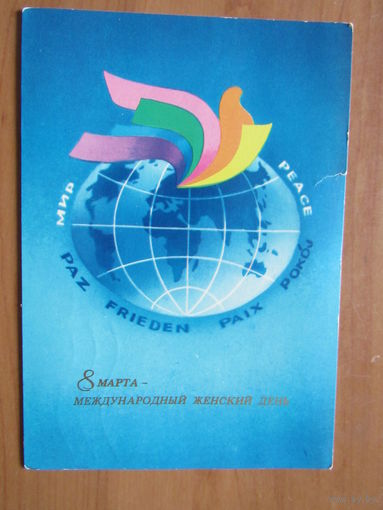 МИР
PAZ
FRIEDEN
PAIX
POKÓJ
PEACE
8 МАРТА –
МЕЖДУНАРОДНЫЙ ЖЕНСКИЙ ДЕНЬ